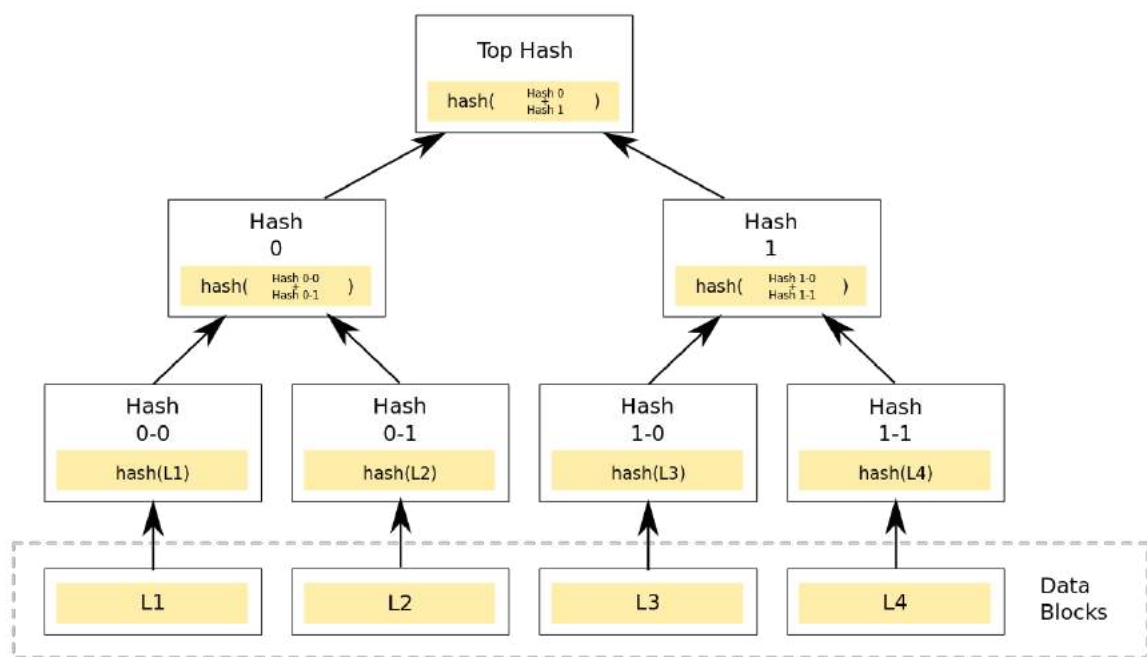 Top Hash
hash( Hash 0 + Hash 1 )
Hash
0
hash( Hash 0-0 + Hash 0-1 )
Hash
1
hash( Hash 1-0 + Hash 1-1 )
Hash
0-0
hash(L1)
Hash
0-1
hash(L2)
Hash
1-0
hash(L3)
Hash
1-1
hash(L4)
L1
L2
L3
L4
Data
Blocks